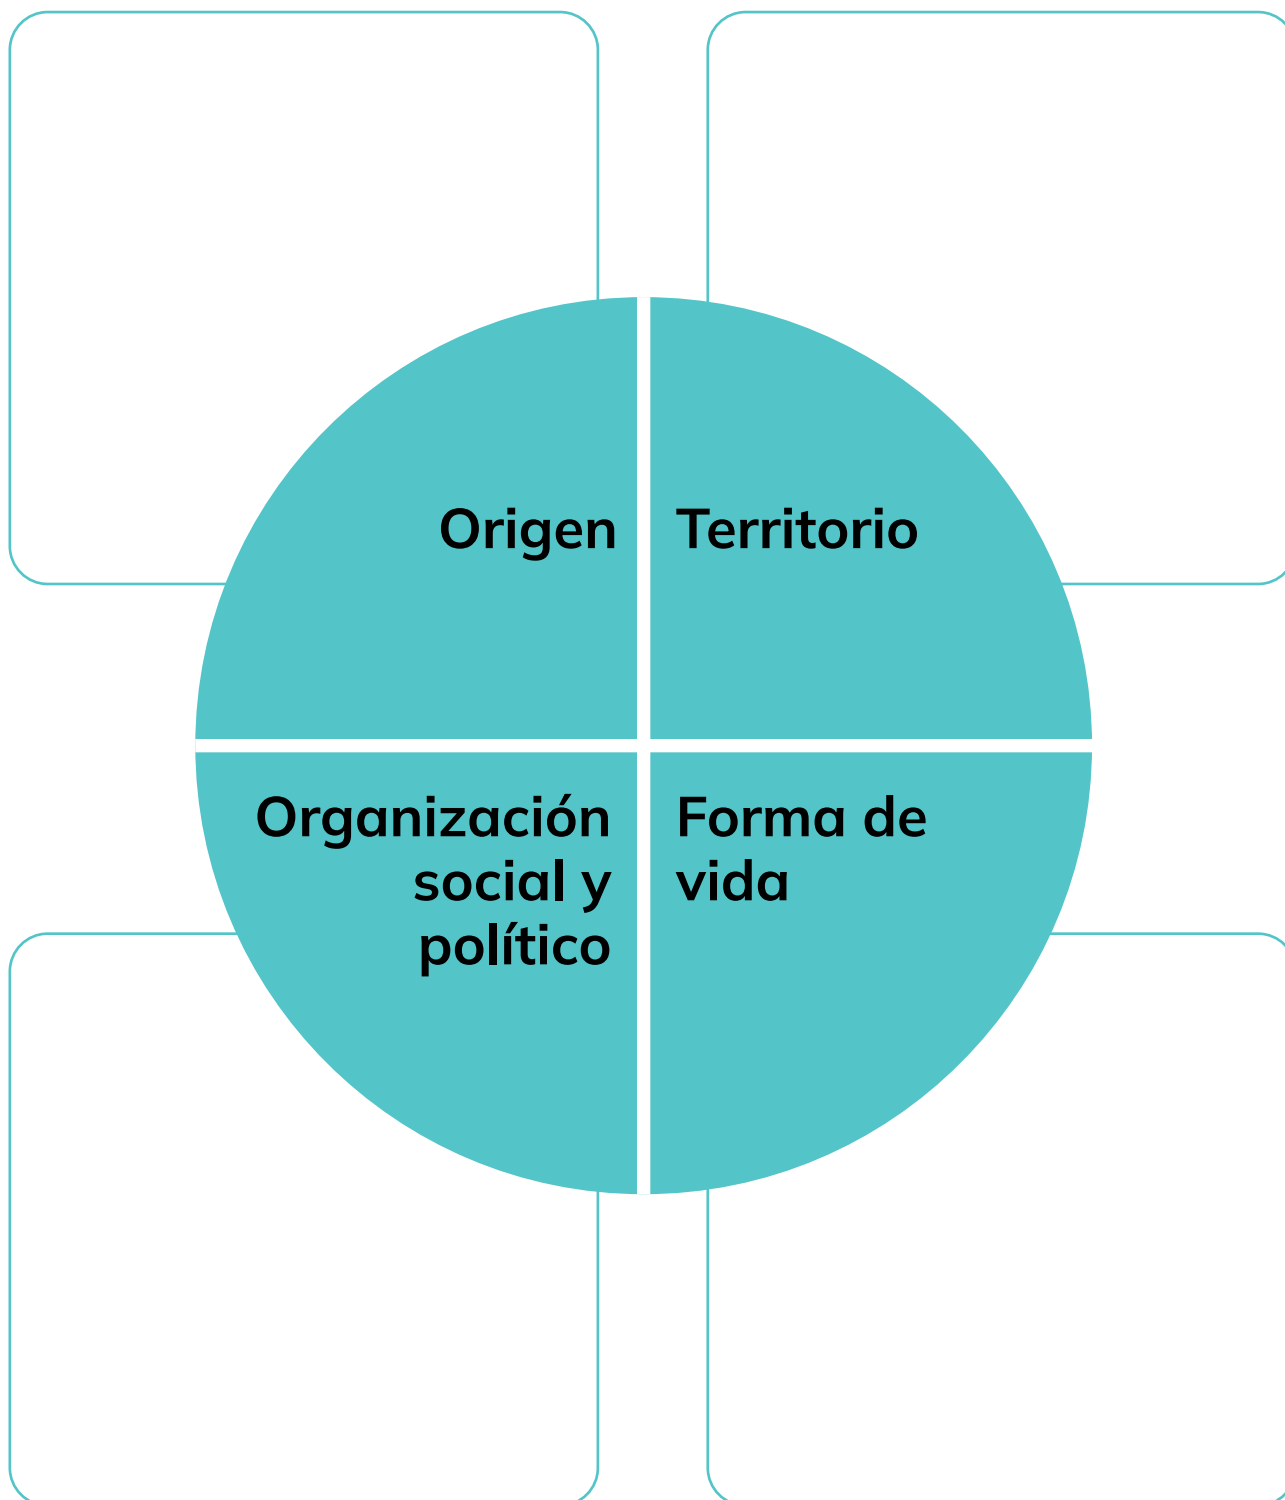 Origen
Territorio
Organización
social y
político
Forma de
vida